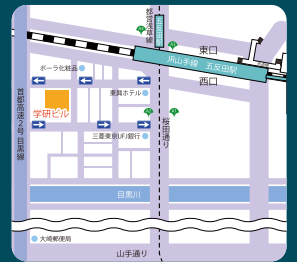 都営浅草線
東口
JR山手線 五反田駅
西口
ポーラ化粧品
東興ホテル
学研ビル
三菱東京UFJ銀行
桜田通り
首都高速2号 目黒線
目黒川
大崎郵便局
山手通り